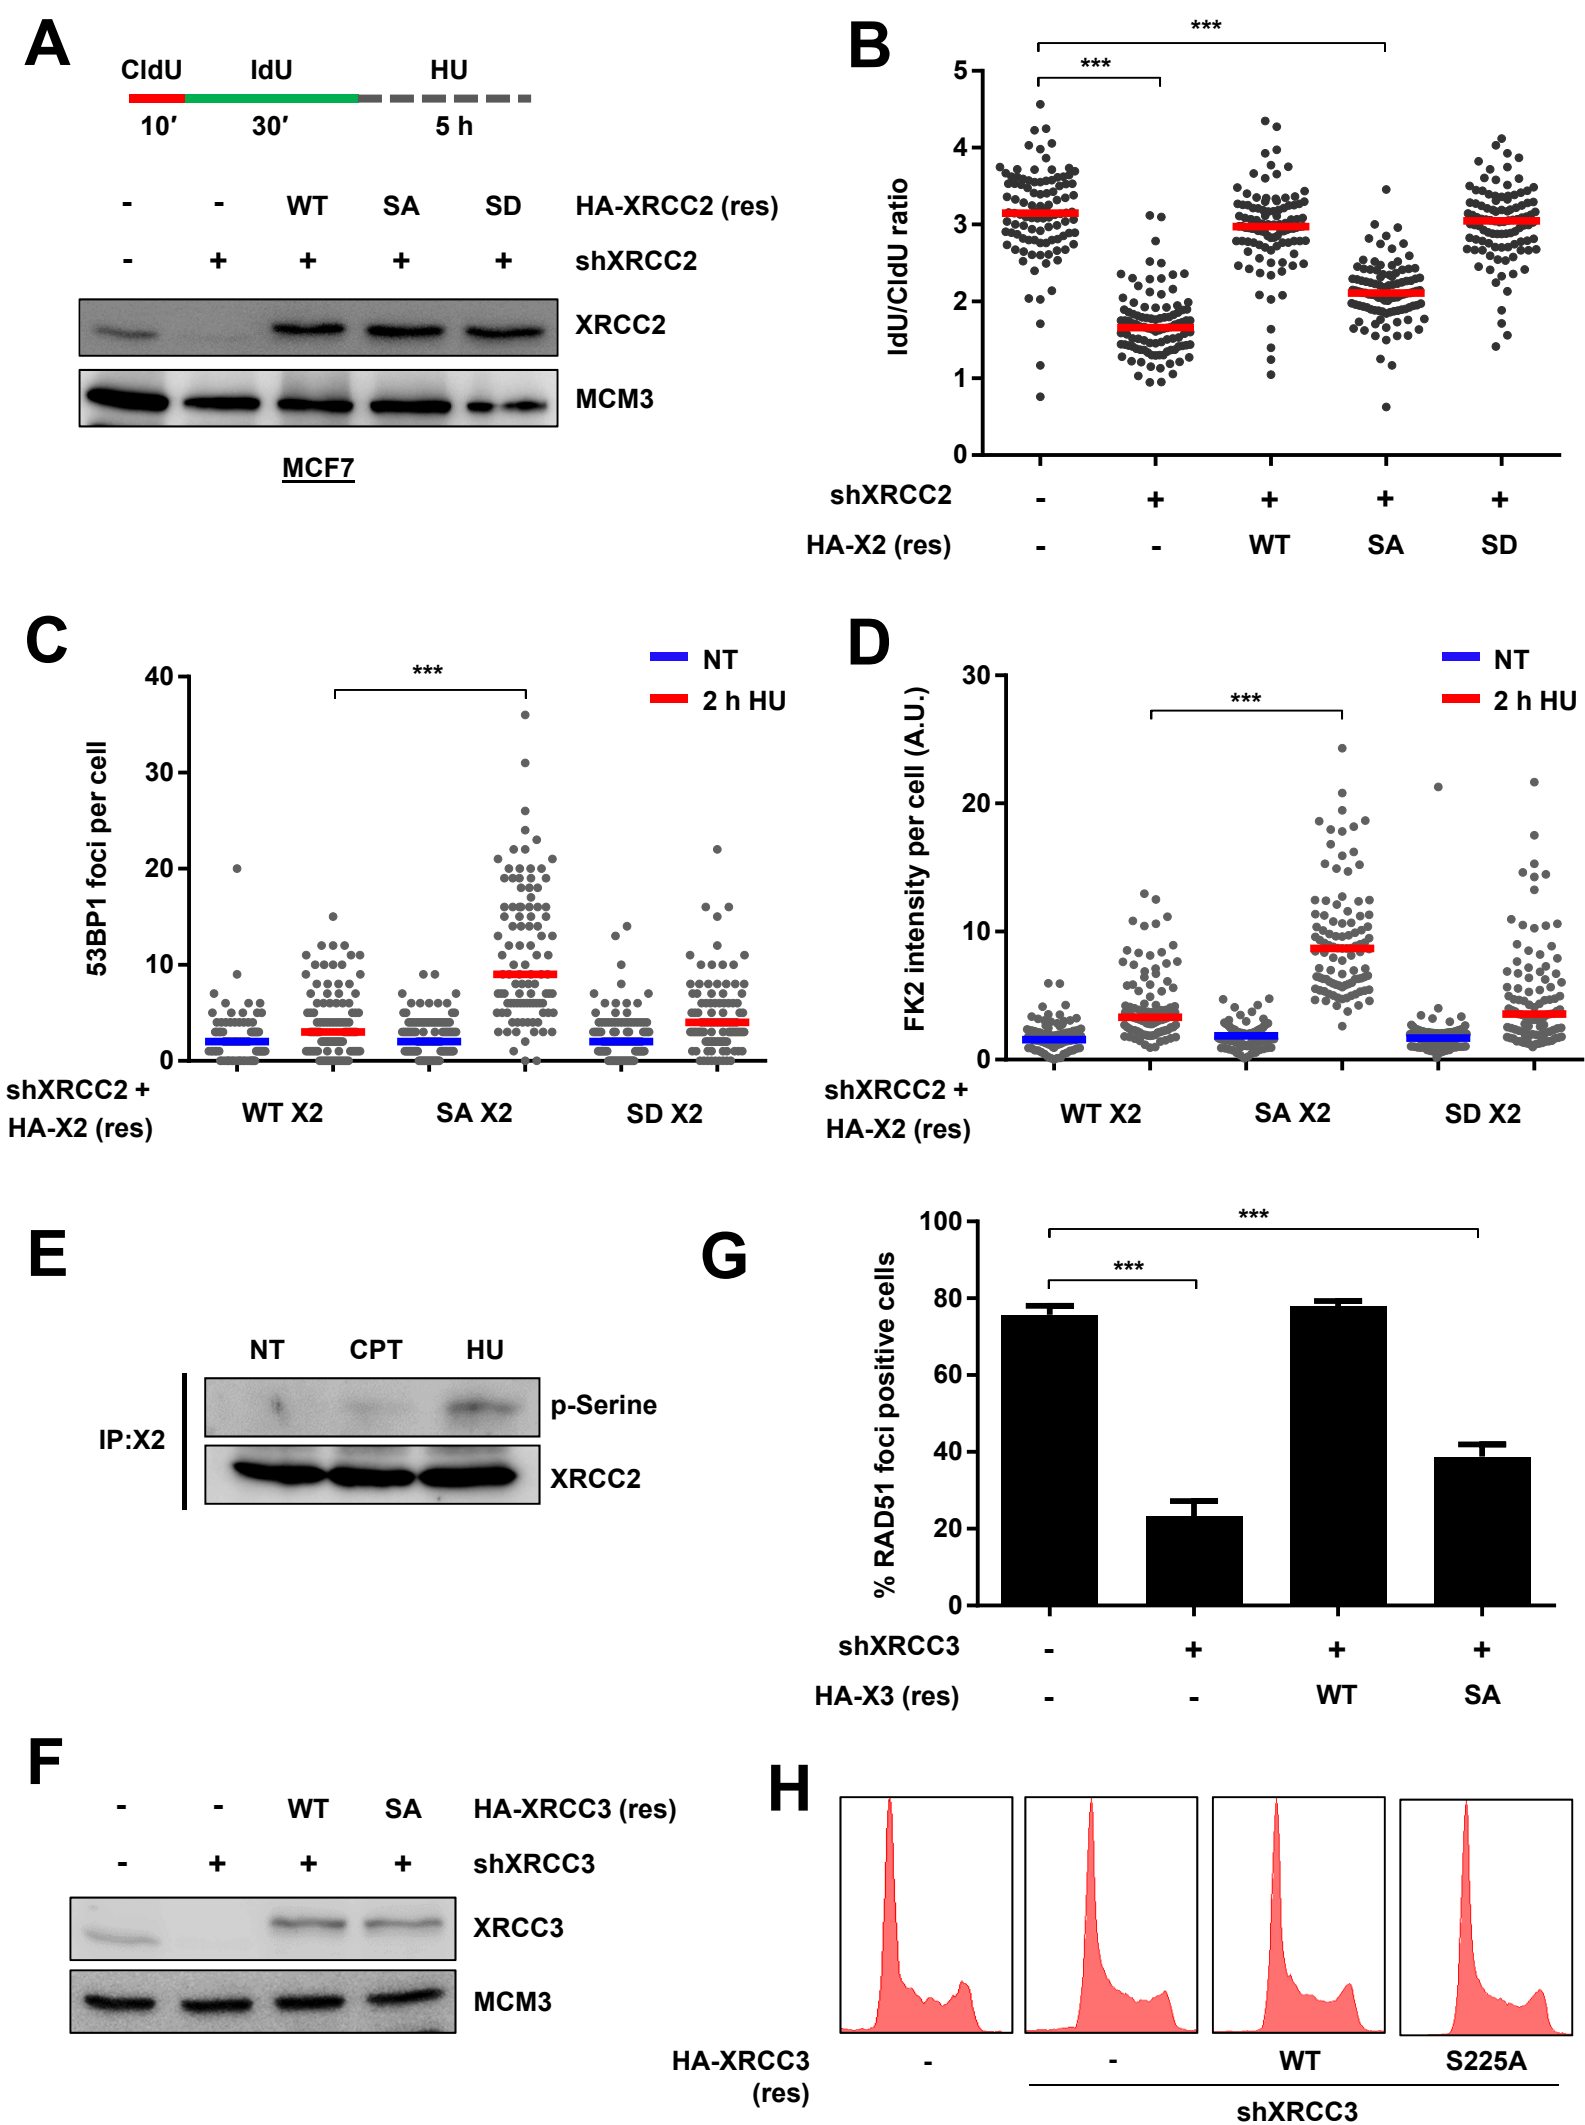 A
CldU IdU HU
10′ 30′ 5 h
- - WT SA SD HA-XRCC2 (res)
- + + + + shXRCC2
XRCC2
MCM3
MCF7
B
***
***
IdU/CldU ratio
5
4
3
2
1
0
shXRCC2 - + + + +
HA-X2 (res) - - WT SA SD
C
NT
2 h HU
***
53BP1 foci per cell
40
30
20
10
0
shXRCC2 +
HA-X2 (res)
WT X2 SA X2 SD X2
D
NT
2 h HU
***
FK2 intensity per cell (A.U.)
30
20
10
0
shXRCC2 +
HA-X2 (res)
WT X2 SA X2 SD X2
E
NT CPT HU
IP:X2
p-Serine
XRCC2
G
***
***
% RAD51 foci positive cells
100
80
60
40
20
0
shXRCC3 - + + +
HA-X3 (res) - - WT SA
F
- - WT SA HA-XRCC3 (res)
- + + + shXRCC3
XRCC3
MCM3
H
HA-XRCC3
(res)
- - WT S225A
shXRCC3